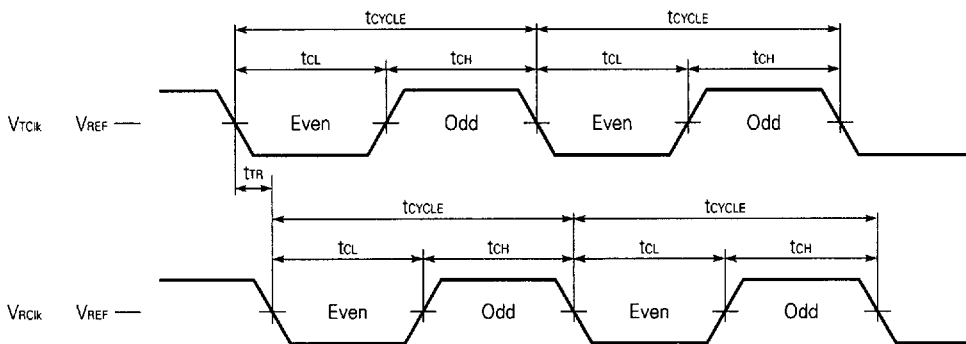 tCYCLE tCYCLE
tCL tCH tCL tCH
VTClk VREF Even Odd Even Odd
tTR
tCYCLE tCYCLE
tCL tCH tCL tCH
VRClk VREF Even Odd Even Odd